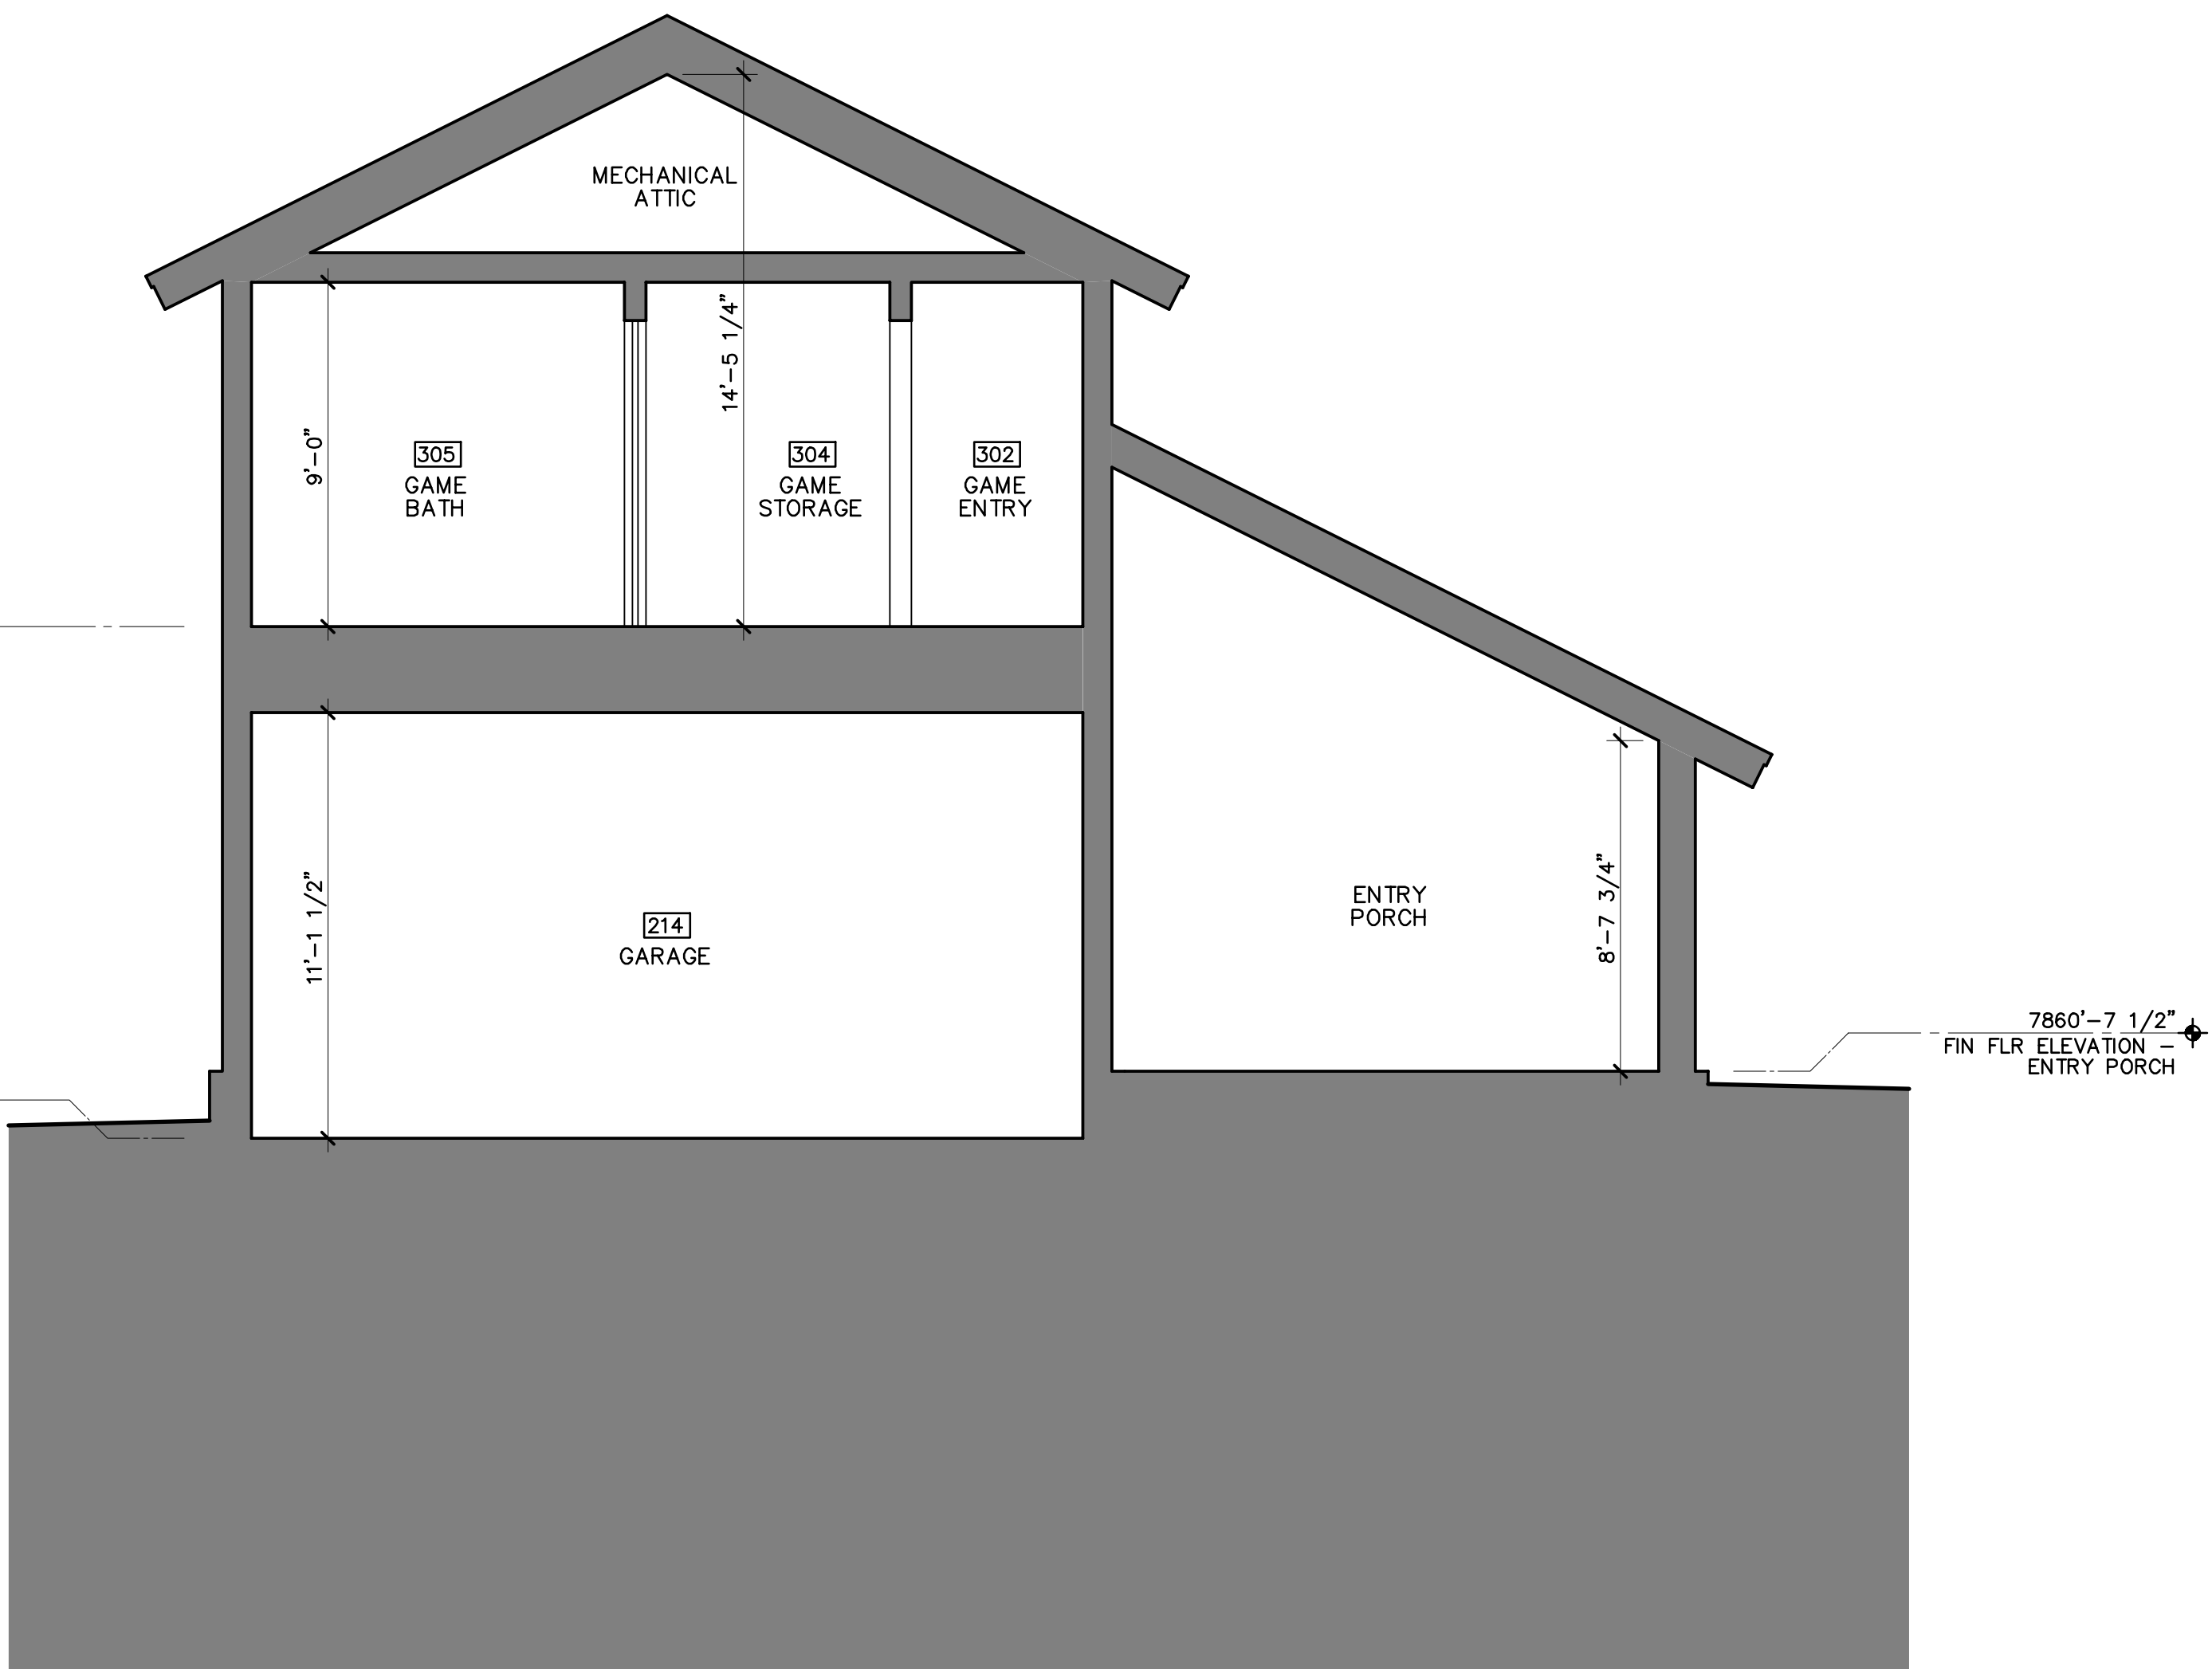 MECHANICAL
ATTIC
14'-5 1/4"
9'-0"
305
GAME
BATH
304
GAME
STORAGE
302
GAME
ENTRY
11'-1 1/2"
214
GARAGE
ENTRY
PORCH
8'-7 3/4"
7860'-7 1/2"
FIN FLR ELEVATION -
ENTRY PORCH